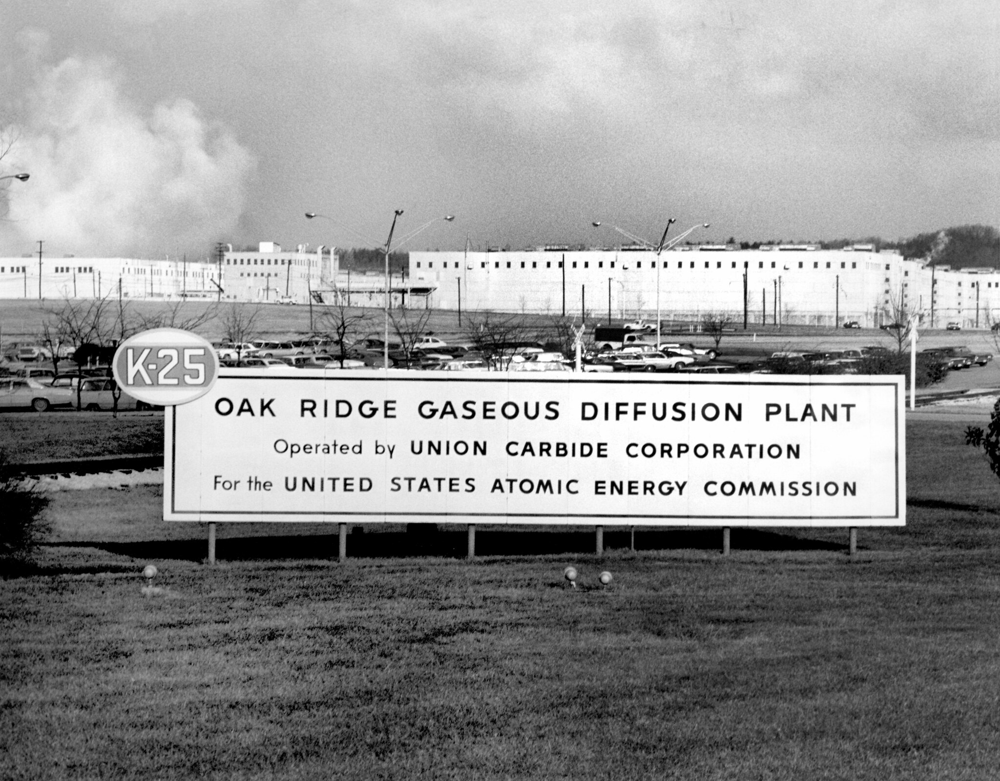 K-25
OAK RIDGE GASEOUS DIFFUSION PLANT
Operated by UNION CARBIDE CORPORATION
For the UNITED STATES ATOMIC ENERGY COMMISSION